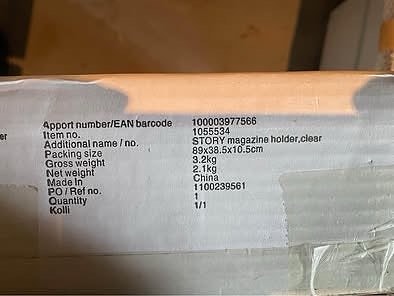 Apport number/EAN barcode 100003977566
Item no. 1055534
Additional name / no. STORY magazine holder,clear
Packing size 89x38.5x10.5cm
Gross weight 3.2kg
Net weight 2.1kg
Made in China
PO / Ref no. 1100239561
Quantity 1
Kolli 1/1